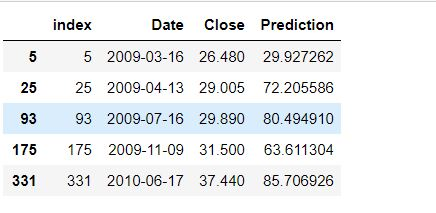 index Date Close Prediction
5 5 2009-03-16 26.480 29.927262
25 25 2009-04-13 29.005 72.205586
93 93 2009-07-16 29.890 80.494910
175 175 2009-11-09 31.500 63.611304
331 331 2010-06-17 37.440 85.706926